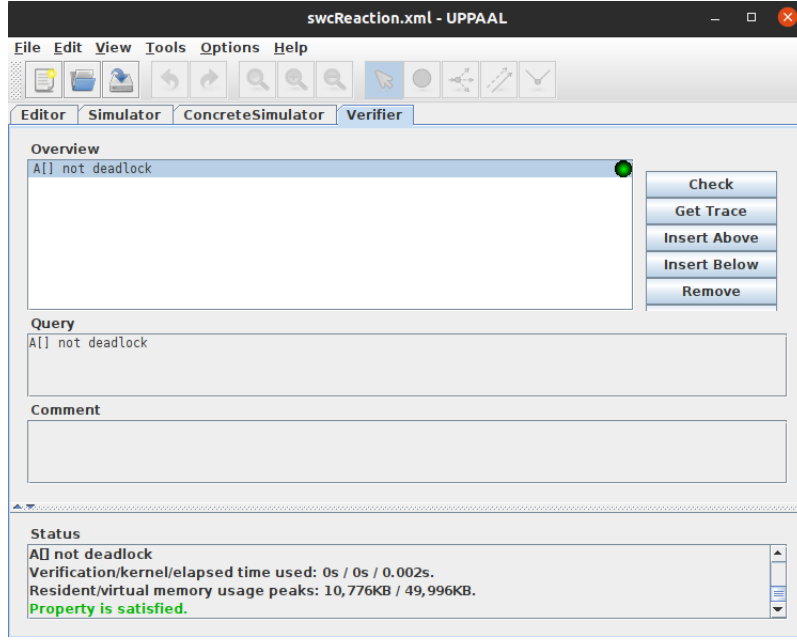 swcReaction.xml - UPPAAL
File Edit View Tools Options Help
Editor Simulator ConcreteSimulator Verifier
Overview
A[] not deadlock
Check
Get Trace
Insert Above
Insert Below
Remove
Query
A[] not deadlock
Comment
Status
A[] not deadlock
Verification/kernel/elapsed time used: 0s / 0s / 0.002s.
Resident/virtual memory usage peaks: 10,776KB / 49,996KB.
Property is satisfied.